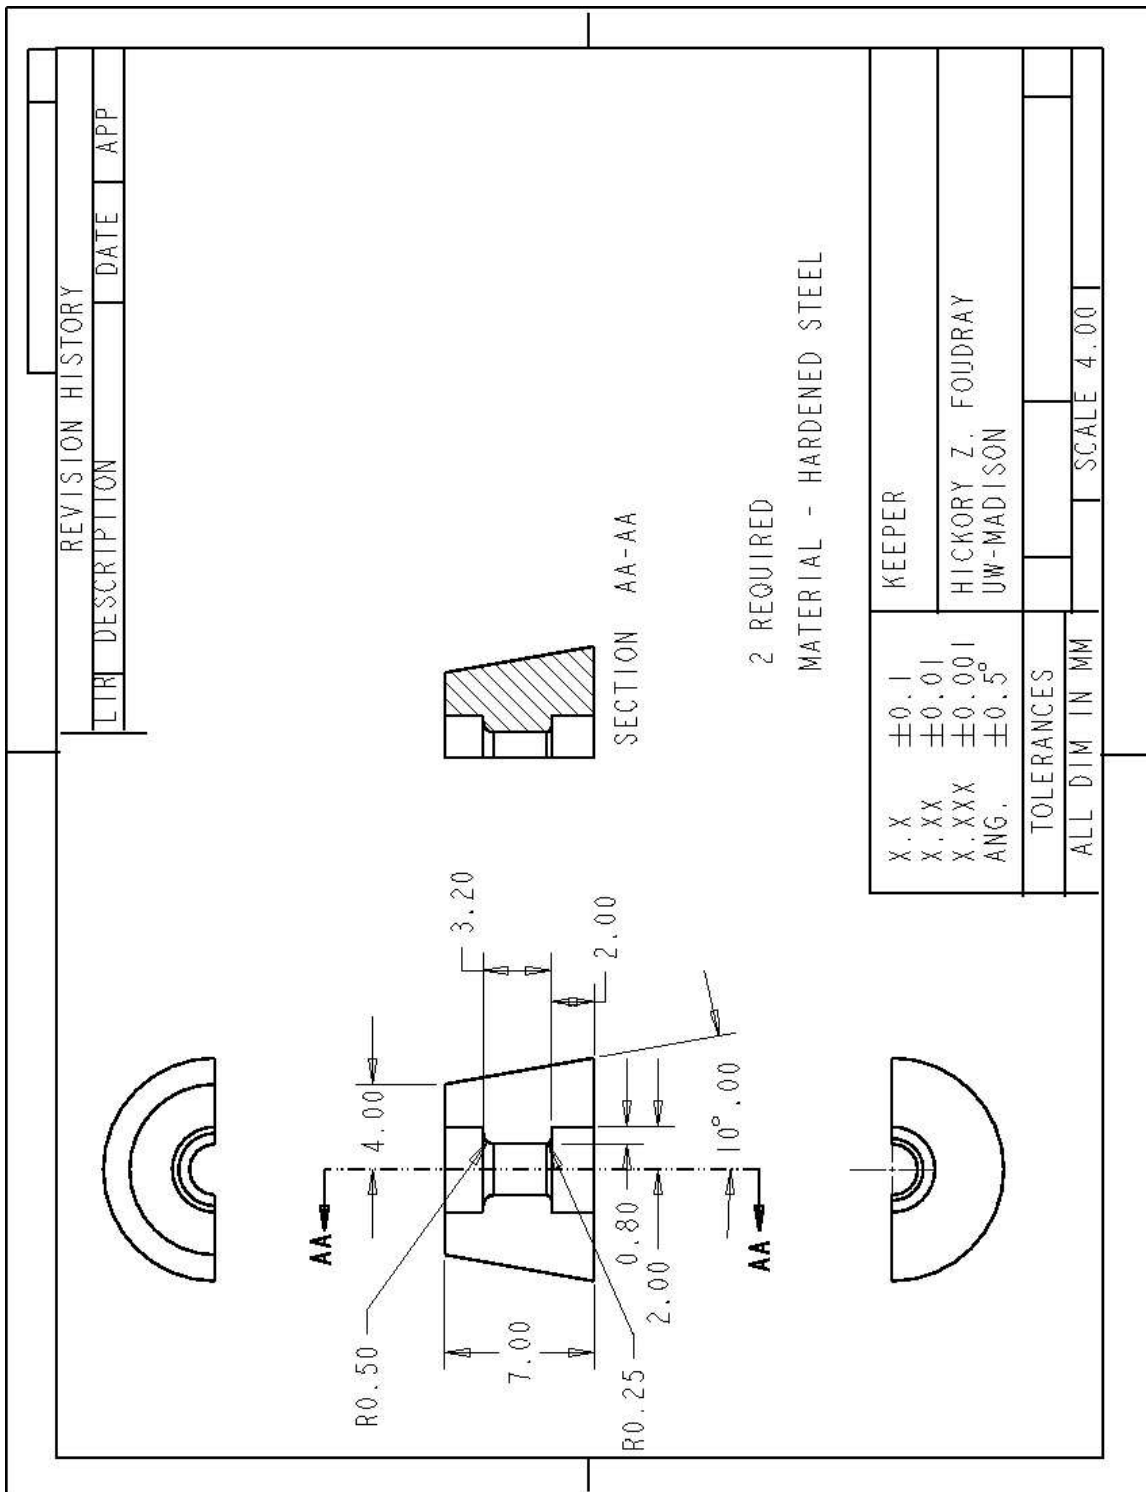 REVISION HISTORY
LTR DESCRIPTION DATE APP
R0.50
4.00
3.20
7.00
2.00
R0.25
0.80
2.00
10°.00
AA
AA
SECTION AA-AA
2 REQUIRED
MATERIAL - HARDENED STEEL
X.X ±0.1
X.XX ±0.01
X.XXX ±0.001
ANG. ±0.5°
TOLERANCES
ALL DIM IN MM
KEEPER
HICKORY Z. FOUDRAY
UW-MADISON
SCALE 4.00